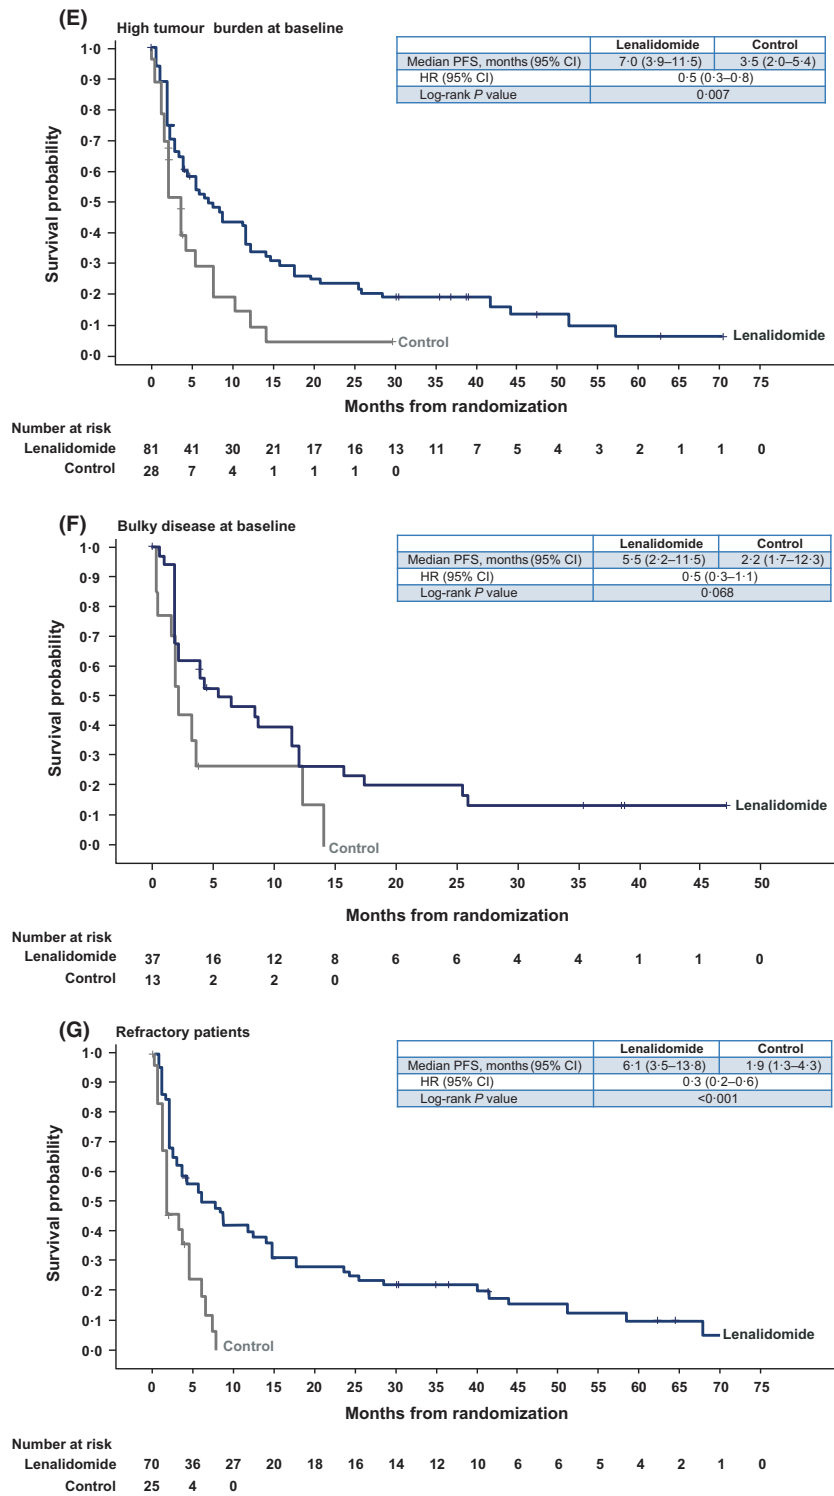 (E)
High tumour burden at baseline
Lenalidomide Control
Median PFS, months (95% CI) 7·0 (3·9–11·5) 3·5 (2·0–5·4)
HR (95% CI) 0·5 (0·3–0·8)
Log-rank P value 0·007
Survival probability
1·0
0·9
0·8
0·7
0·6
0·5
0·4
0·3
0·2
0·1
0·0
Control
Lenalidomide
0 5 10 15 20 25 30 35 40 45 50 55 60 65 70 75
Months from randomization
Number at risk
Lenalidomide 81 41 30 21 17 16 13 11 7 5 4 3 2 1 1 0
Control 28 7 4 1 1 1 0
(F)
Bulky disease at baseline
Lenalidomide Control
Median PFS, months (95% CI) 5·5 (2·2–11·5) 2·2 (1·7–12·3)
HR (95% CI) 0·5 (0·3–1·1)
Log-rank P value 0·068
Survival probability
1·0
0·9
0·8
0·7
0·6
0·5
0·4
0·3
0·2
0·1
0·0
Lenalidomide
Control
0 5 10 15 20 25 30 35 40 45 50
Months from randomization
Number at risk
Lenalidomide 37 16 12 8 6 6 4 4 1 1 0
Control 13 2 2 0
(G)
Refractory patients
Lenalidomide Control
Median PFS, months (95% CI) 6·1 (3·5–13·8) 1·9 (1·3–4·3)
HR (95% CI) 0·3 (0·2–0·6)
Log-rank P value <0·001
Survival probability
1·0
0·9
0·8
0·7
0·6
0·5
0·4
0·3
0·2
0·1
0·0
Control
Lenalidomide
0 5 10 15 20 25 30 35 40 45 50 55 60 65 70 75
Months from randomization
Number at risk
Lenalidomide 70 36 27 20 18 16 14 12 10 6 6 5 4 2 1 0
Control 25 4 0